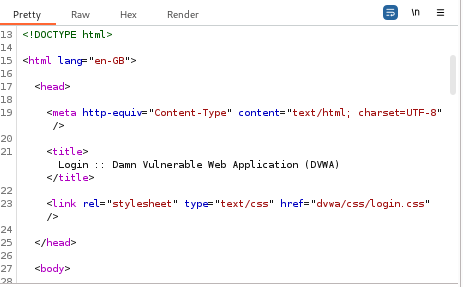 Pretty Raw Hex Render \n
13 <!DOCTYPE html>
14
15 <html lang="en-GB">
16
17 <head>
18
19 <meta http-equiv="Content-Type" content="text/html; charset=UTF-8"
/>
20
21 <title>
Login :: Damn Vulnerable Web Application (DVWA)
</title>
22
23 <link rel="stylesheet" type="text/css" href="dvwa/css/login.css"
/>
24
25 </head>
26
27 <body>
28